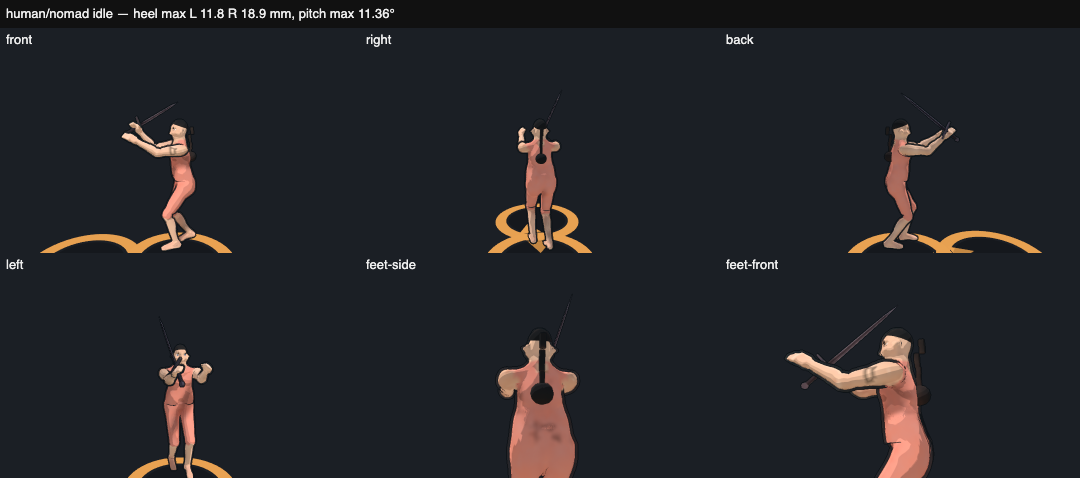 human/nomad idle — heel max L 11.8 R 18.9 mm, pitch max 11.36°
front
right
back
left
feet-side
feet-front